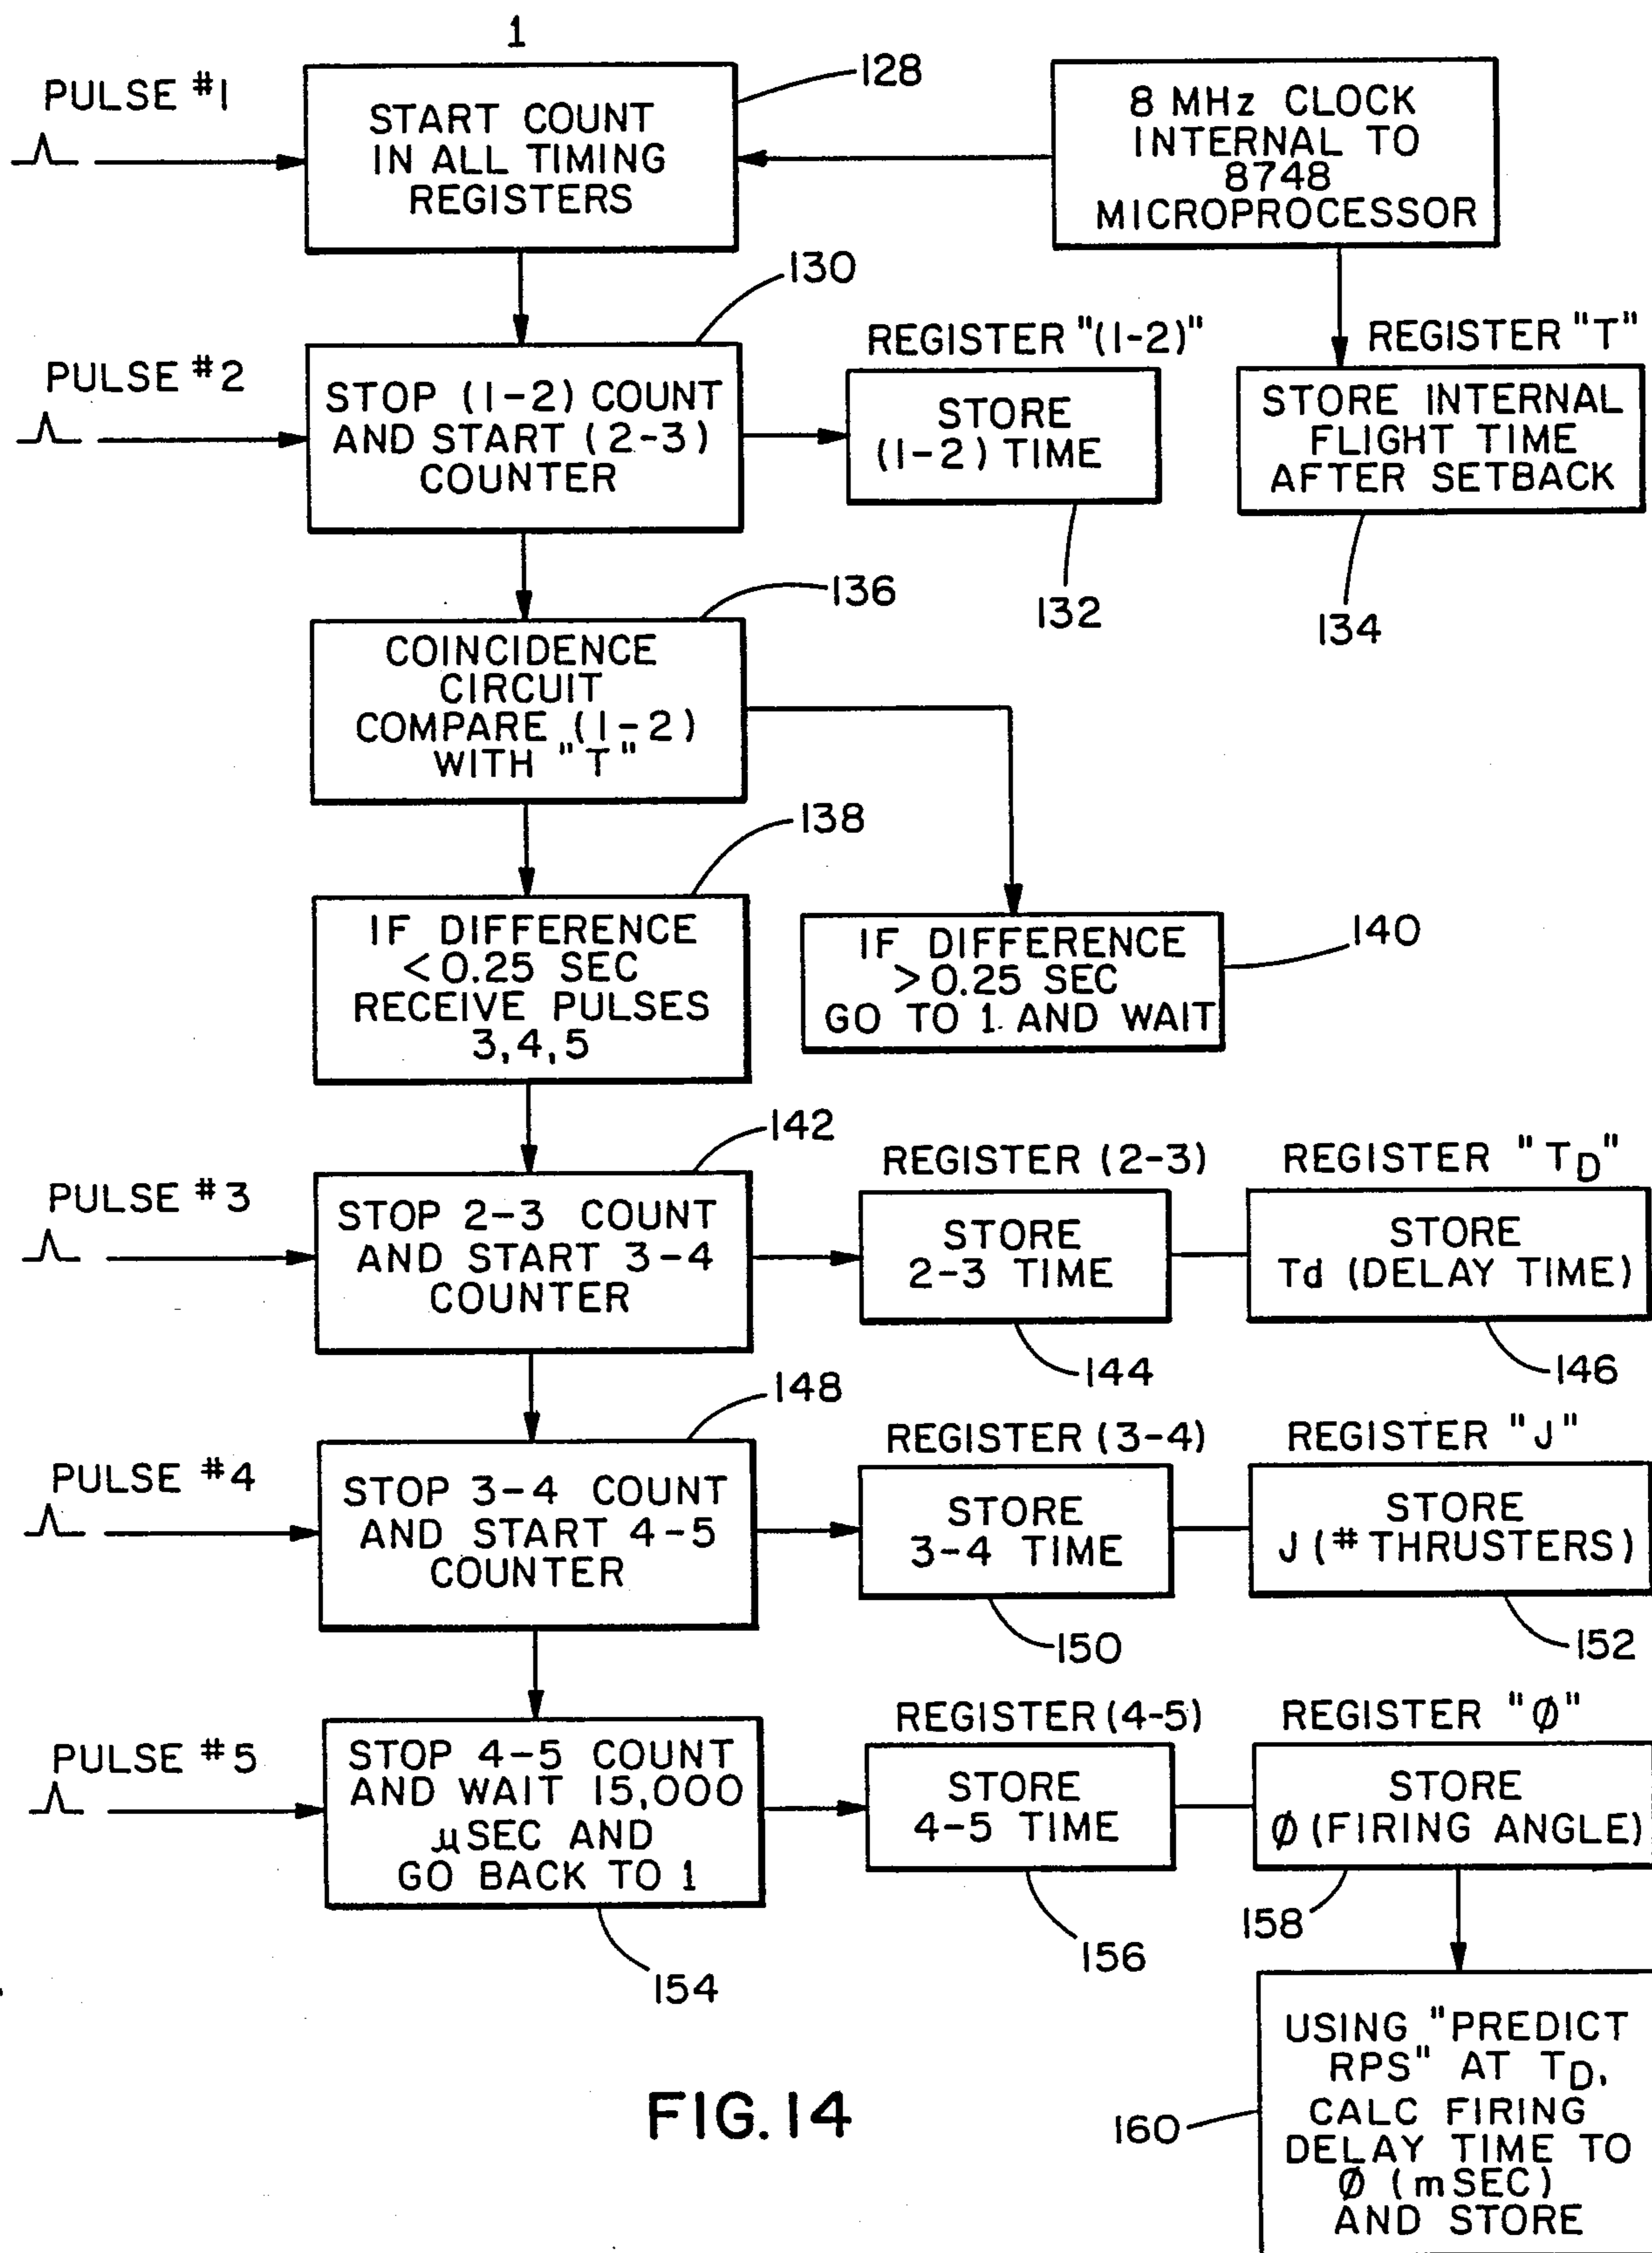 1
PULSE #1
START COUNT
IN ALL TIMING
REGISTERS
128
8 MHz CLOCK
INTERNAL TO
8748
MICROPROCESSOR
130
PULSE #2
STOP (1-2) COUNT
AND START (2-3)
COUNTER
REGISTER "(1-2)"
STORE
(1-2) TIME
132
REGISTER "T"
STORE INTERNAL
FLIGHT TIME
AFTER SETBACK
134
136
COINCIDENCE
CIRCUIT
COMPARE (1-2)
WITH "T"
138
IF DIFFERENCE
<0.25 SEC
RECEIVE PULSES
3,4,5
IF DIFFERENCE
>0.25 SEC
GO TO 1. AND WAIT
140
142
PULSE #3
STOP 2-3 COUNT
AND START 3-4
COUNTER
REGISTER (2-3)
STORE
2-3 TIME
144
REGISTER "TD"
STORE
Td (DELAY TIME)
146
148
PULSE #4
STOP 3-4 COUNT
AND START 4-5
COUNTER
REGISTER (3-4)
STORE
3-4 TIME
150
REGISTER "J"
STORE
J (# THRUSTERS)
152
PULSE #5
STOP 4-5 COUNT
AND WAIT 15,000
µSEC AND
GO BACK TO 1
154
REGISTER (4-5)
STORE
4-5 TIME
156
REGISTER "Ø"
STORE
Ø (FIRING ANGLE)
158
USING "PREDICT
RPS" AT TD,
CALC FIRING
DELAY TIME TO
Ø (mSEC)
AND STORE
160
FIG. 14